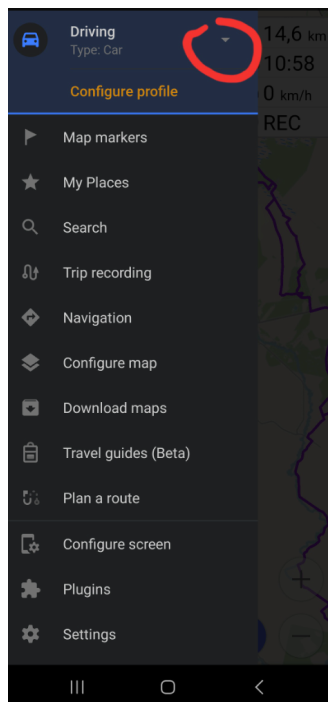 Driving
Type: Car
Configure profile
14,6 km
10:58
0 km/h
REC
Map markers
My Places
Search
Trip recording
Navigation
Configure map
Download maps
Travel guides (Beta)
Plan a route
Configure screen
Plugins
Settings